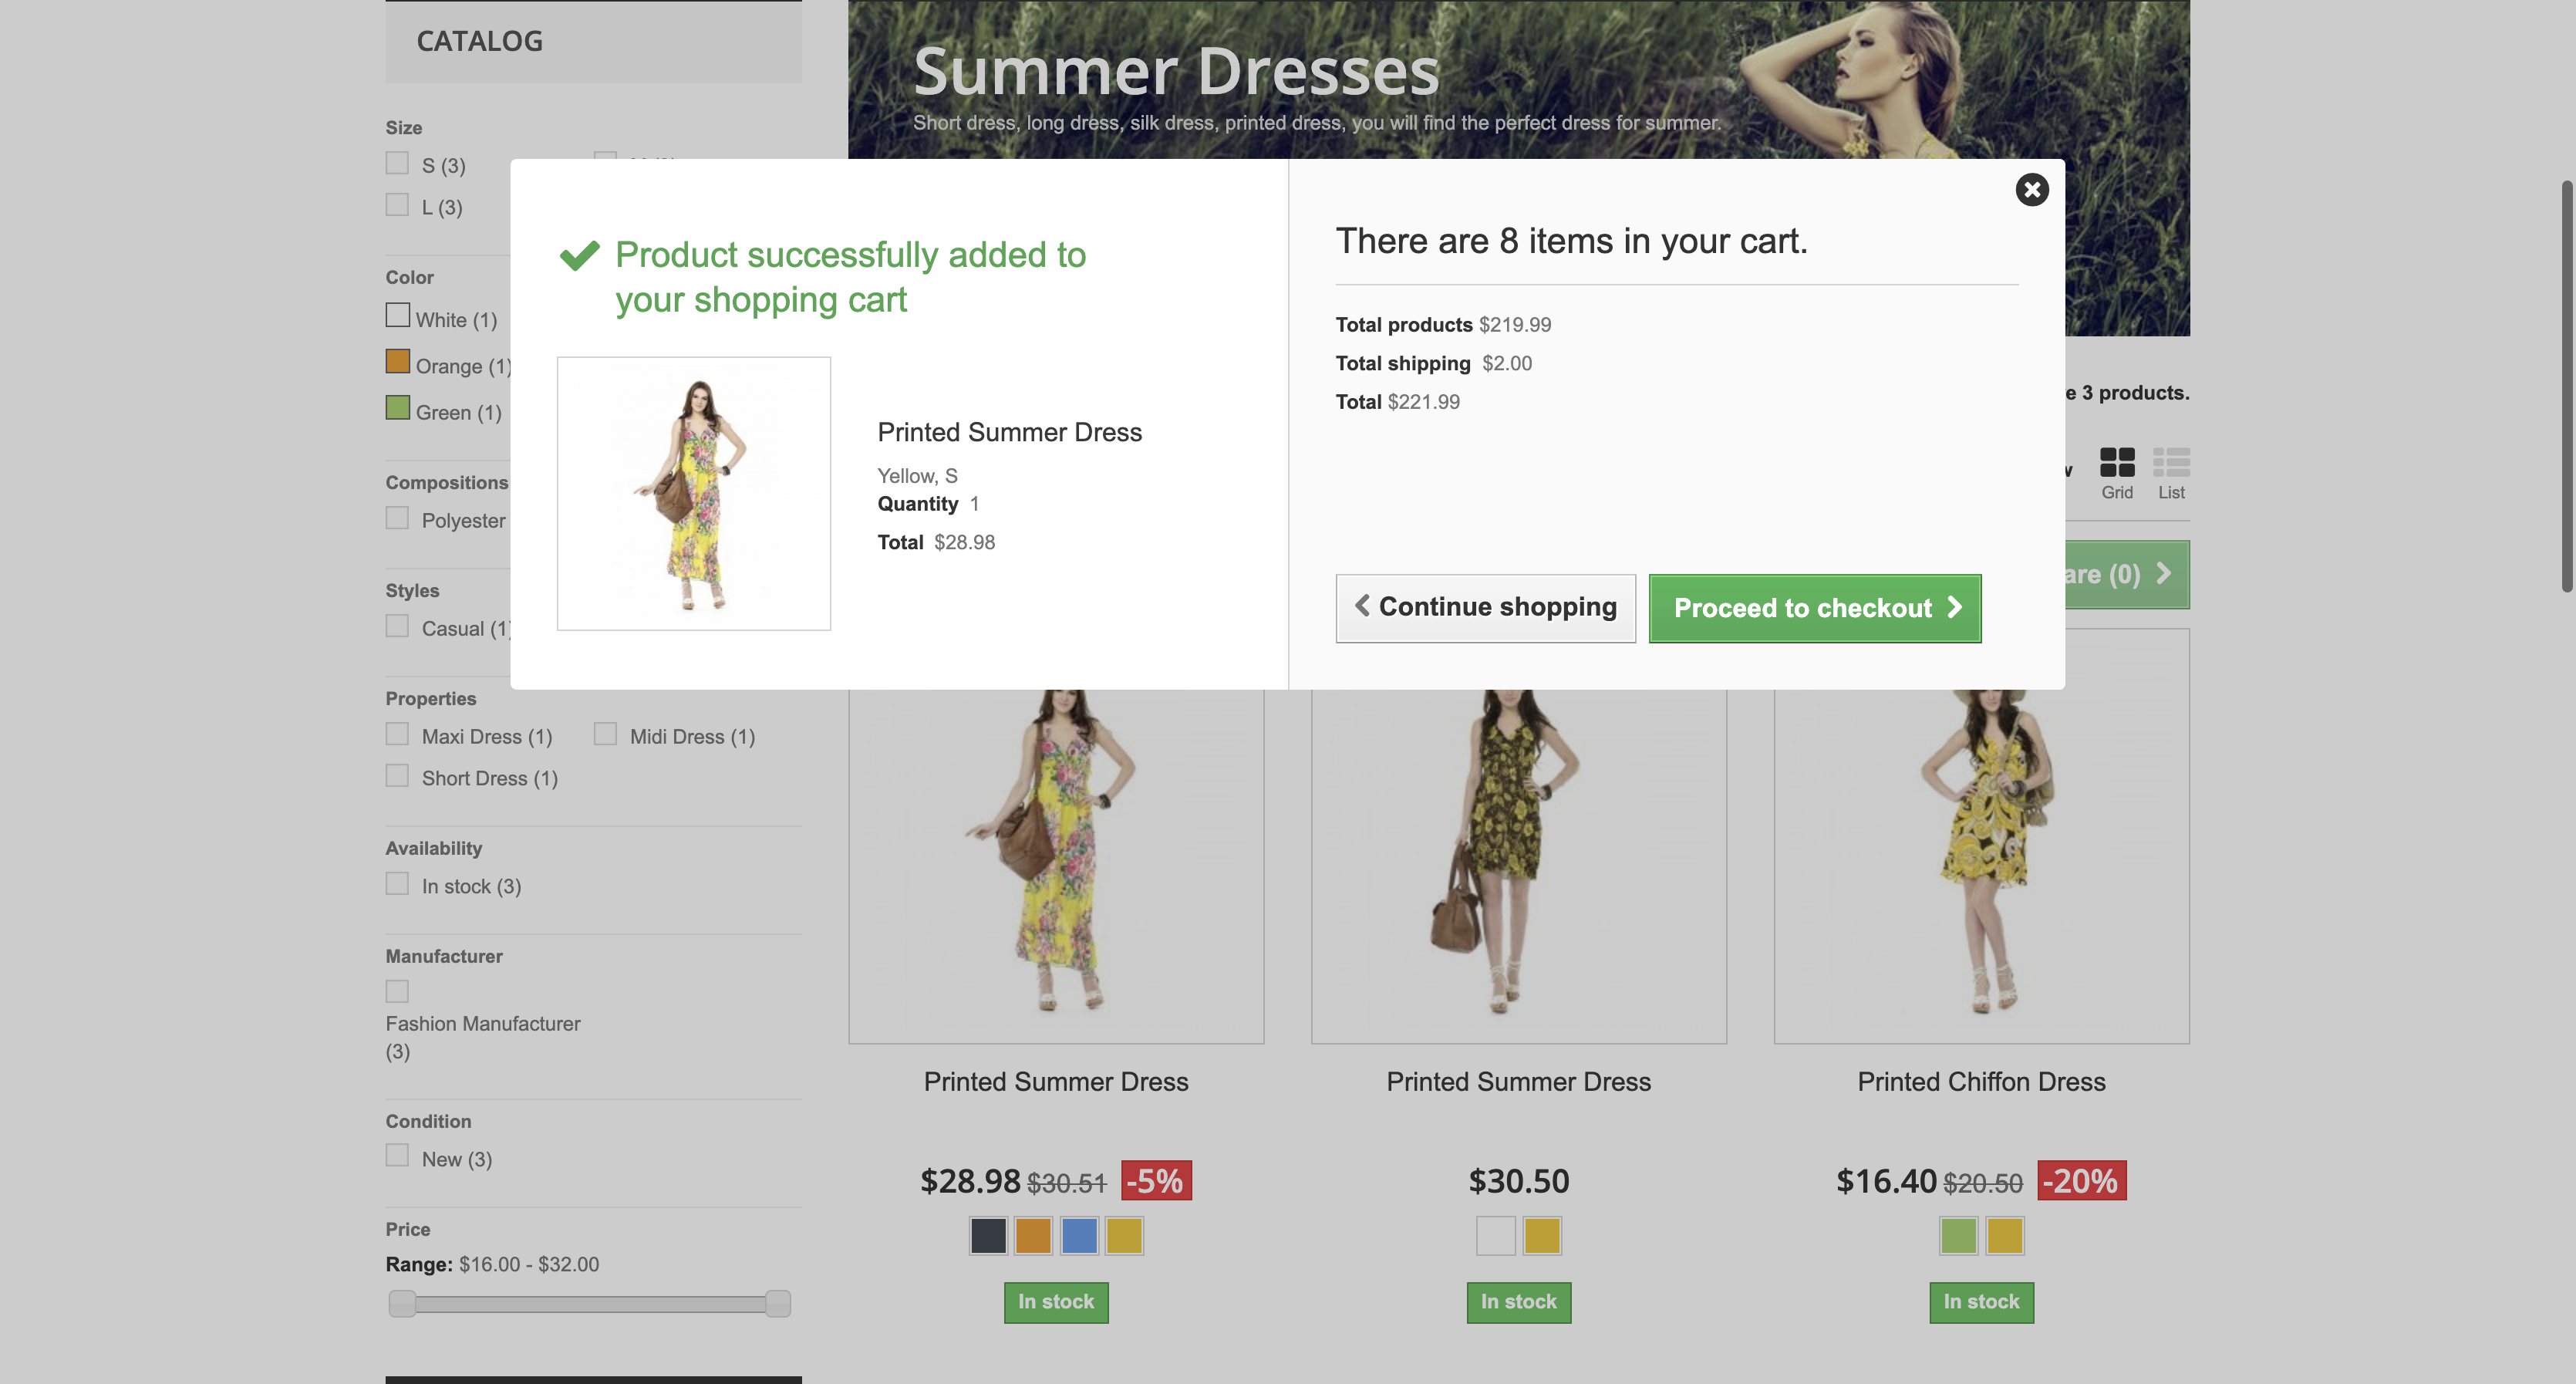 CATALOG
Size
S (3)
L (3)
Color
White (1)
Orange (1)
Green (1)
Compositions
Polyester
Styles
Casual (1)
Properties
Maxi Dress (1) Midi Dress (1)
Short Dress (1)
Availability
In stock (3)
Manufacturer
Fashion Manufacturer
(3)
Condition
New (3)
Price
Range: $16.00 - $32.00
Summer Dresses
Short dress, long dress, silk dress, printed dress, you will find the perfect dress for summer.
Product successfully added to
your shopping cart
Printed Summer Dress
Yellow, S
Quantity 1
Total $28.98
There are 8 items in your cart.
Total products $219.99
Total shipping $2.00
Total $221.99
Continue shopping
Proceed to checkout
3 products.
Grid List
(0)
Printed Summer Dress
$28.98 $30.51 -5%
In stock
Printed Summer Dress
$30.50
In stock
Printed Chiffon Dress
$16.40 $20.50 -20%
In stock